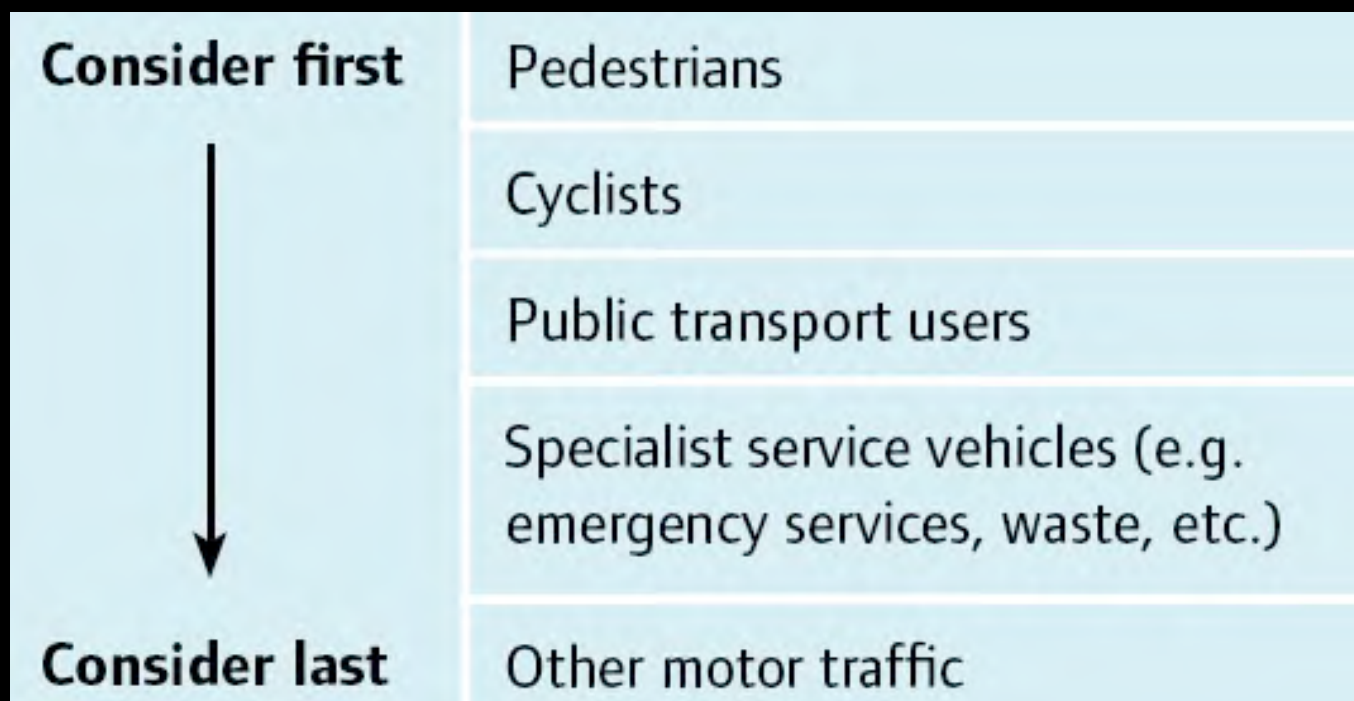 Consider first
Pedestrians
Cyclists
Public transport users
Specialist service vehicles (e.g.
emergency services, waste, etc.)
Consider last
Other motor traffic